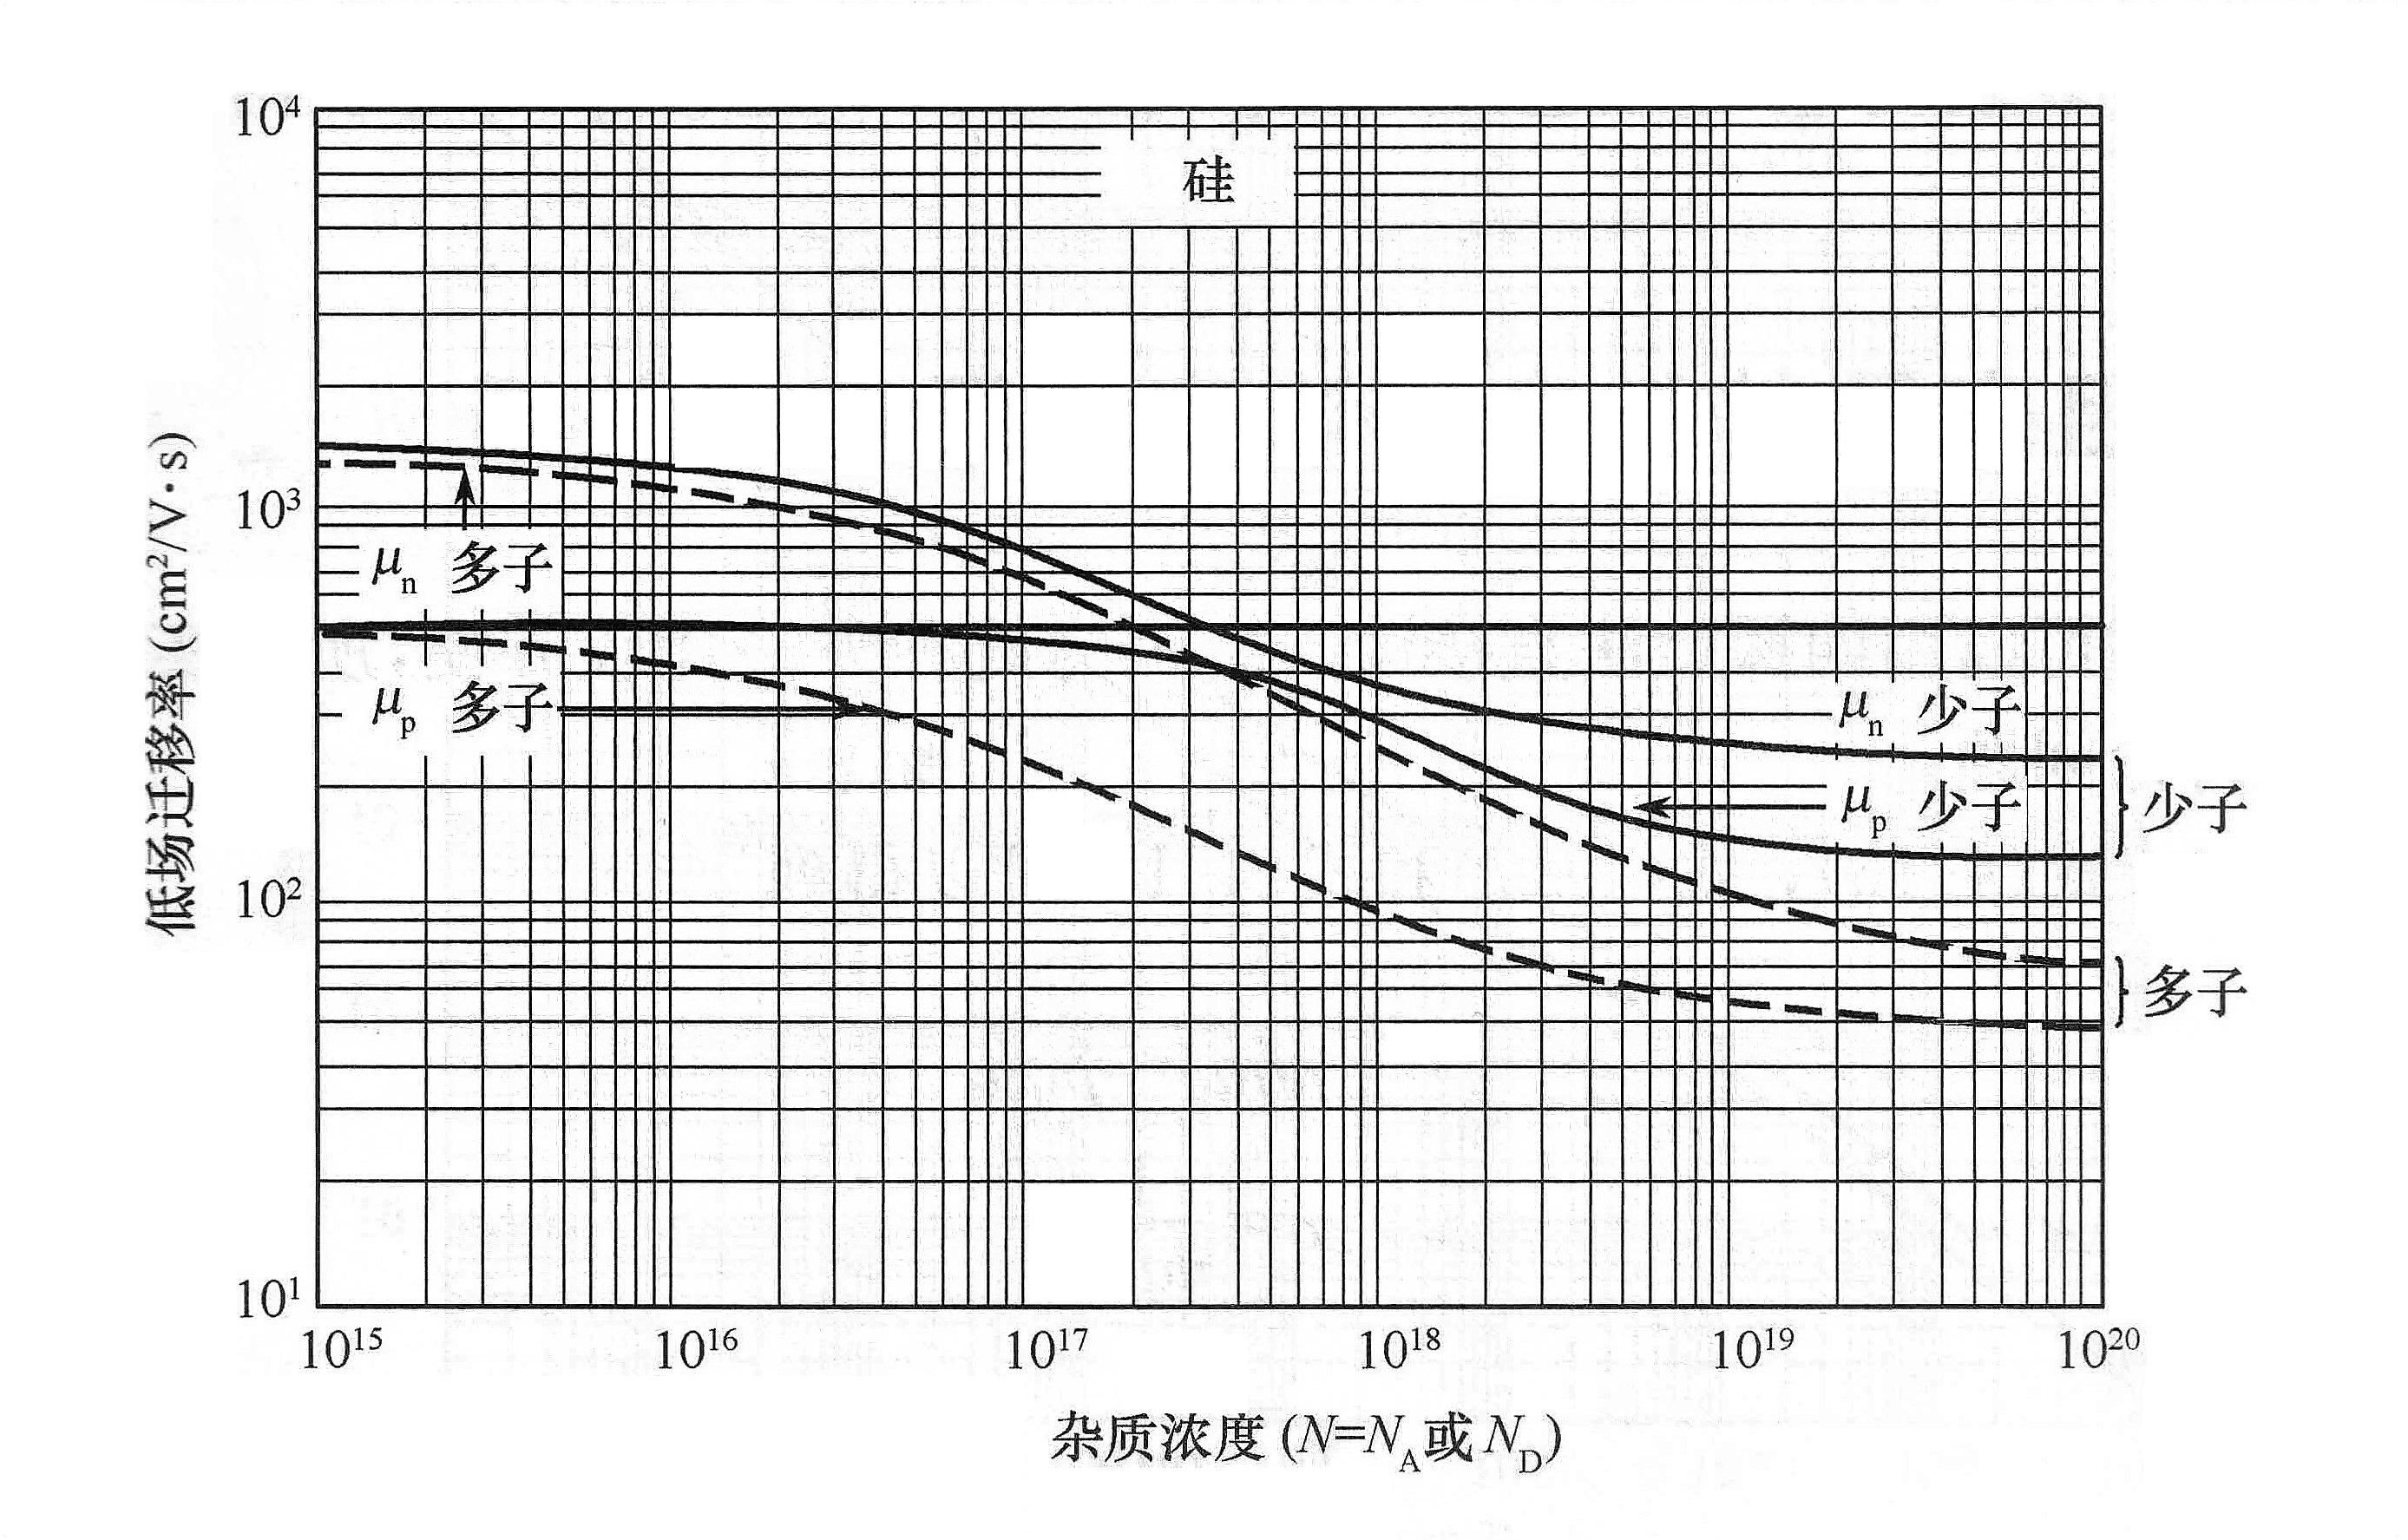 硅
低场迁移率 (cm²/V·s)
10⁴
10³
10²
10¹
μₙ 多子
μₚ 多子
μₙ 少子
μₚ 少子
少子
多子
10¹⁵ 10¹⁶ 10¹⁷ 10¹⁸ 10¹⁹ 10²⁰
杂质浓度 (N=N_A或N_D)